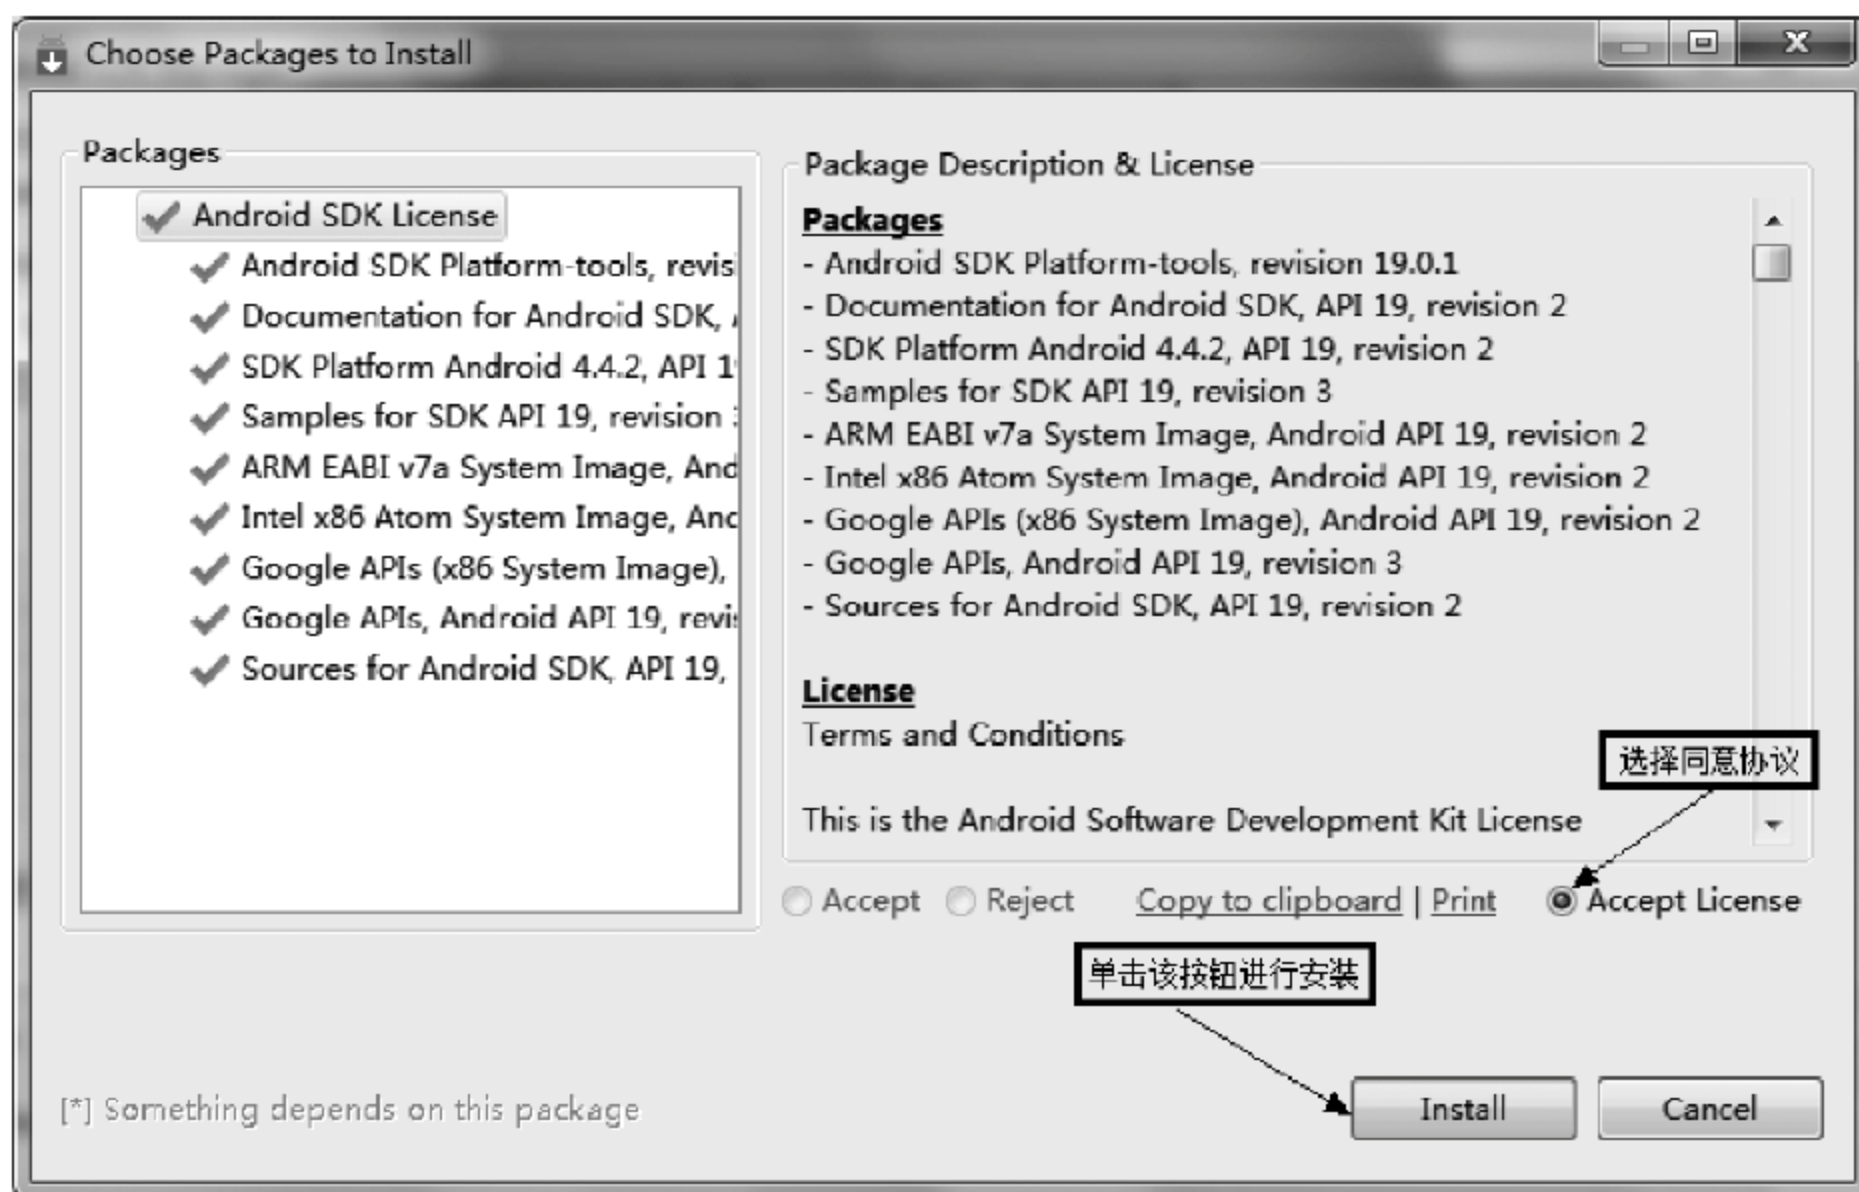 Choose Packages to Install
Packages
Android SDK License
Android SDK Platform-tools, revis
Documentation for Android SDK,
SDK Platform Android 4.4.2, API 1
Samples for SDK API 19, revision
ARM EABI v7a System Image, And
Intel x86 Atom System Image, And
Google APIs (x86 System Image),
Google APIs, Android API 19, revis
Sources for Android SDK, API 19,
Package Description & License
Packages
- Android SDK Platform-tools, revision 19.0.1
- Documentation for Android SDK, API 19, revision 2
- SDK Platform Android 4.4.2, API 19, revision 2
- Samples for SDK API 19, revision 3
- ARM EABI v7a System Image, Android API 19, revision 2
- Intel x86 Atom System Image, Android API 19, revision 2
- Google APIs (x86 System Image), Android API 19, revision 2
- Google APIs, Android API 19, revision 3
- Sources for Android SDK, API 19, revision 2
License
Terms and Conditions
选择同意协议
This is the Android Software Development Kit License
Accept Reject Copy to clipboard | Print Accept License
单击该按钮进行安装
[*] Something depends on this package
Install Cancel